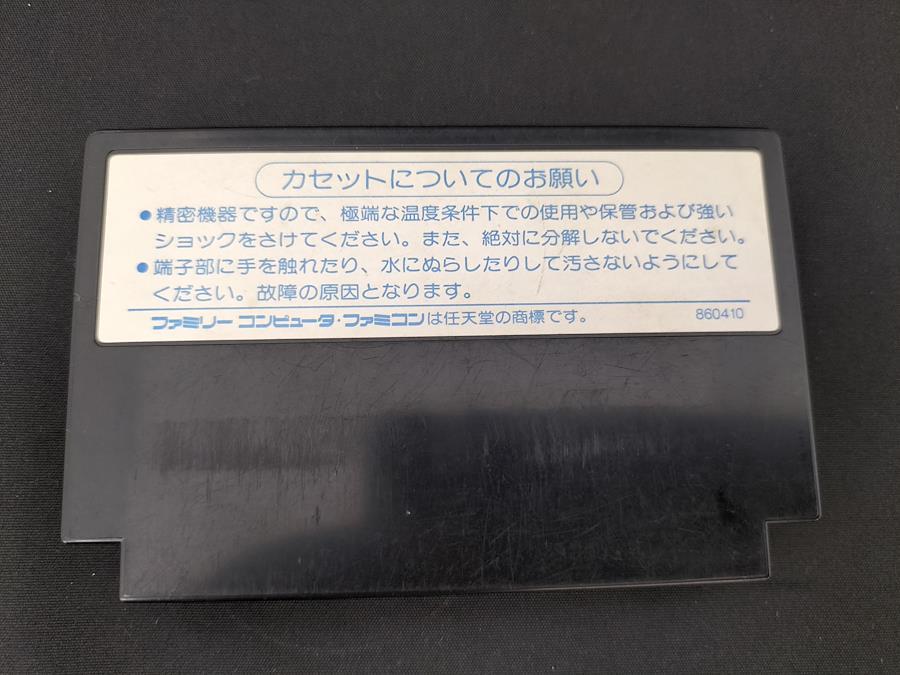 カセットについてのお願い
●精密機器ですので、極端な温度条件下での使用や保管および強い
ショックをさけてください。また、絶対に分解しないでください。
●端子部に手を触れたり、水にぬらしたりして汚さないようにして
ください。故障の原因となります。
ファミリーコンピュータ・ファミコンは任天堂の商標です。 860410